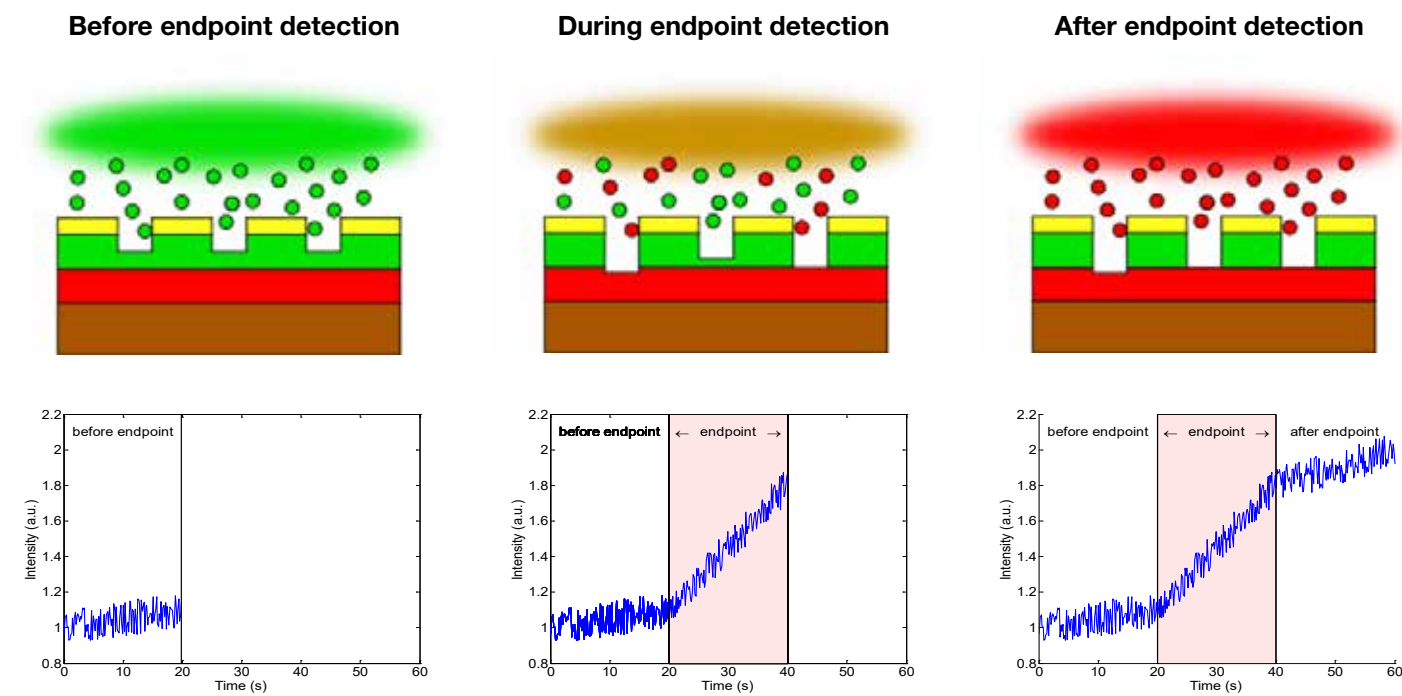 Before endpoint detection
During endpoint detection
After endpoint detection
2.2
2
1.8
1.6
1.4
1.2
1
0.8
Intensity (a.u.)
before endpoint
0 10 20 30 40 50 60
Time (s)
2.2
2
1.8
1.6
1.4
1.2
1
0.8
Intensity (a.u.)
before endpoint
← endpoint →
0 10 20 30 40 50 60
Time (s)
2.2
2
1.8
1.6
1.4
1.2
1
0.8
Intensity (a.u.)
before endpoint
← endpoint →
after endpoint
0 10 20 30 40 50 60
Time (s)